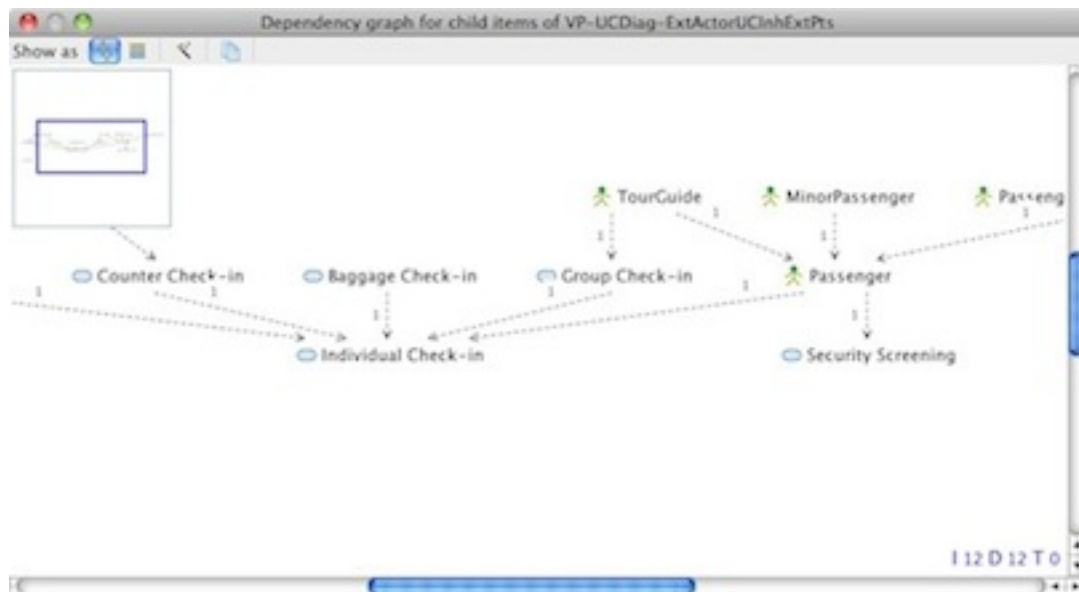 Dependency graph for child items of VP-UCDiag-ExtActorUCInhExtPts
Show as
TourGuide MinorPassenger Passeng
1 1 1 1
Counter Check-in Baggage Check-in Group Check-in Passenger
1 1 1 1 1 1
Individual Check-in Security Screening
I 12 D 12 T 0